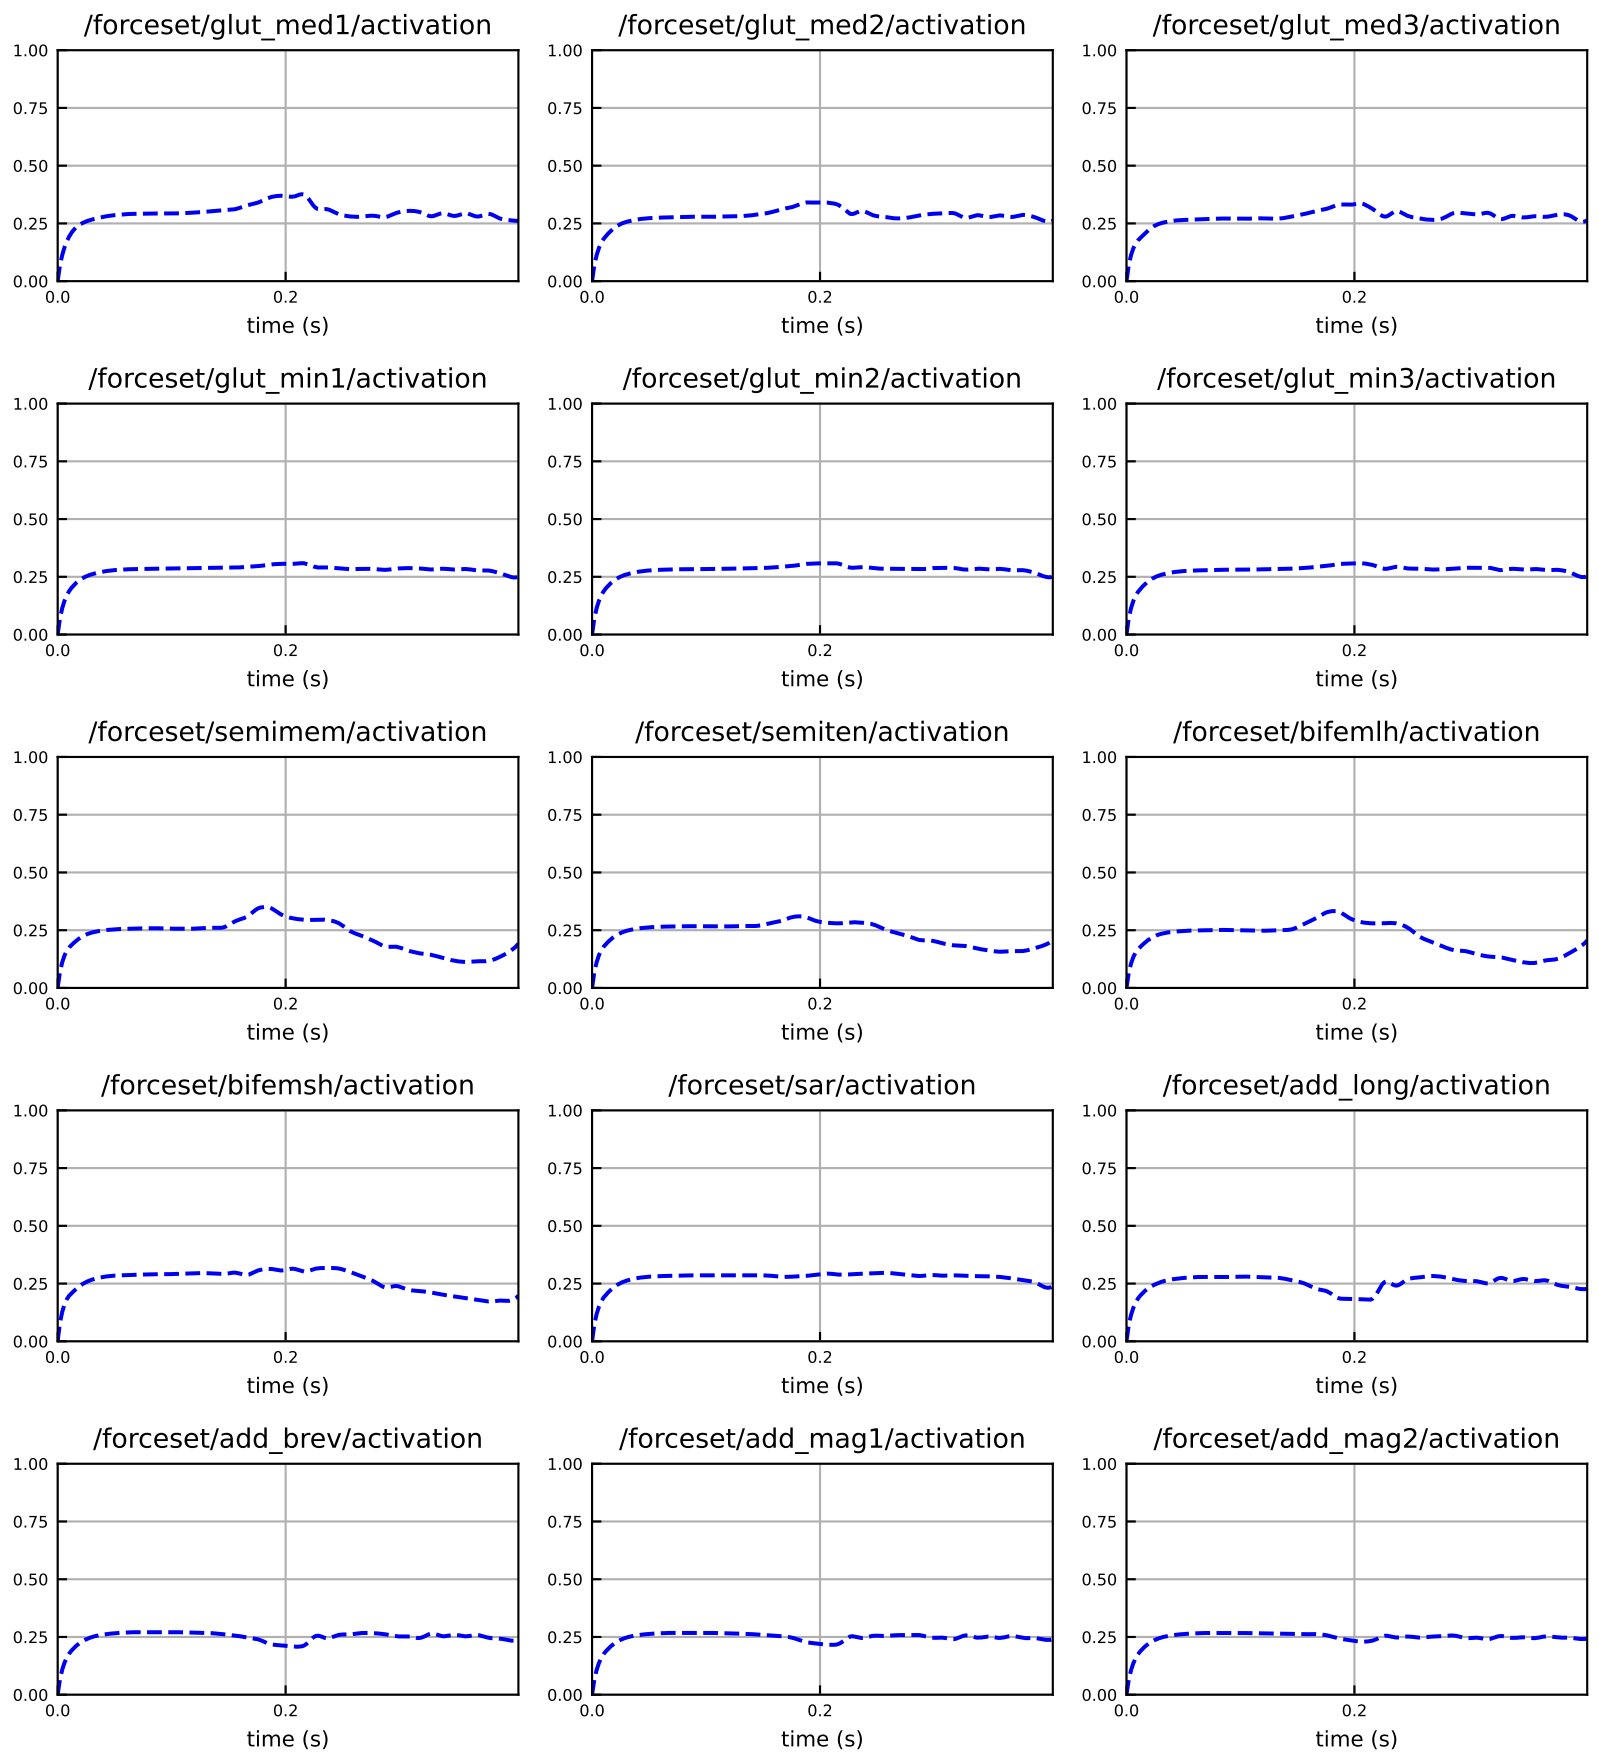 /forceset/glut_med1/activation /forceset/glut_med2/activation /forceset/glut_med3/activation
1.00 1.00 1.00
0.75 0.75 0.75
0.50 0.50 0.50
0.25 0.25 0.25
0.00 0.00 0.00
0.0 0.2 0.0 0.2 0.0 0.2
time (s) time (s) time (s)
/forceset/glut_min1/activation /forceset/glut_min2/activation /forceset/glut_min3/activation
1.00 1.00 1.00
0.75 0.75 0.75
0.50 0.50 0.50
0.25 0.25 0.25
0.00 0.00 0.00
0.0 0.2 0.0 0.2 0.0 0.2
time (s) time (s) time (s)
/forceset/semimem/activation /forceset/semiten/activation /forceset/bifemlh/activation
1.00 1.00 1.00
0.75 0.75 0.75
0.50 0.50 0.50
0.25 0.25 0.25
0.00 0.00 0.00
0.0 0.2 0.0 0.2 0.0 0.2
time (s) time (s) time (s)
/forceset/bifemsh/activation /forceset/sar/activation /forceset/add_long/activation
1.00 1.00 1.00
0.75 0.75 0.75
0.50 0.50 0.50
0.25 0.25 0.25
0.00 0.00 0.00
0.0 0.2 0.0 0.2 0.0 0.2
time (s) time (s) time (s)
/forceset/add_brev/activation /forceset/add_mag1/activation /forceset/add_mag2/activation
1.00 1.00 1.00
0.75 0.75 0.75
0.50 0.50 0.50
0.25 0.25 0.25
0.00 0.00 0.00
0.0 0.2 0.0 0.2 0.0 0.2
time (s) time (s) time (s)